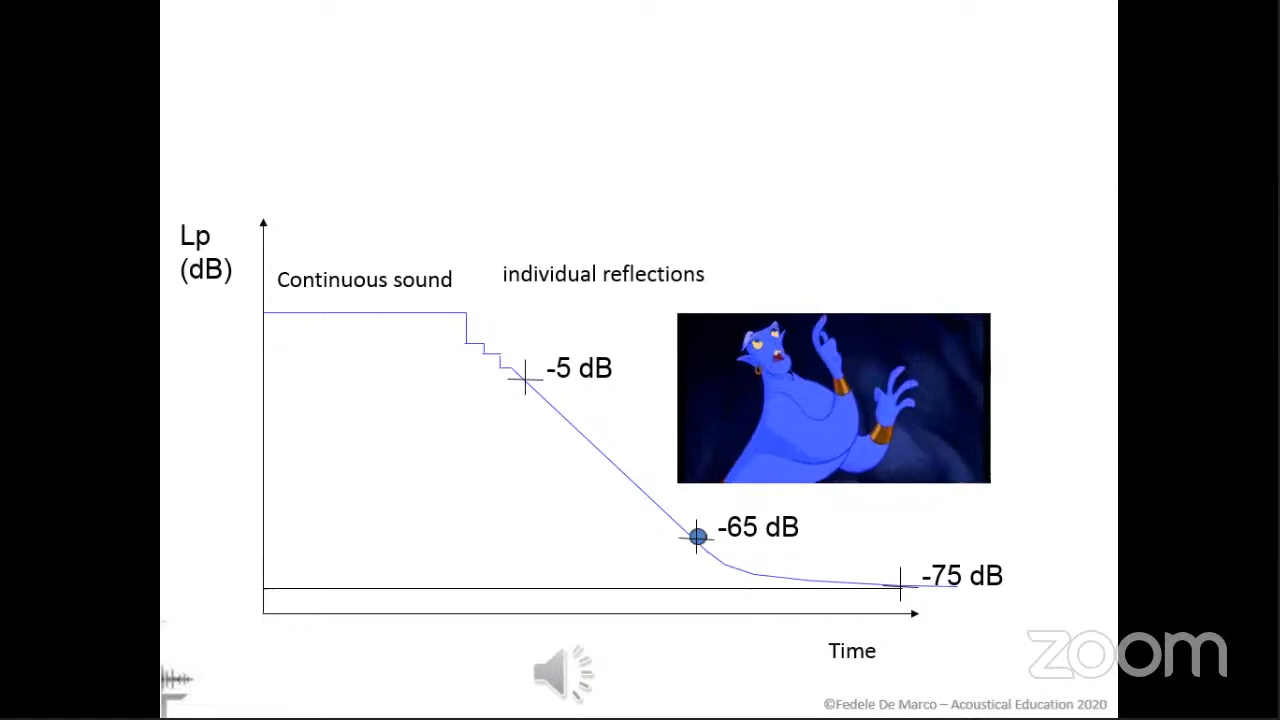 Lp
(dB)
Continuous sound
individual reflections
-5 dB
-65 dB
-75 dB
Time
zoom
©Fedele De Marco – Acoustical Education 2020